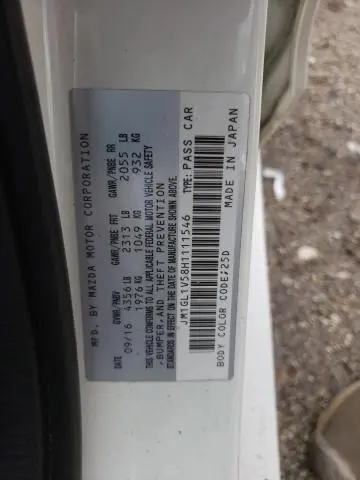 MFD. BY MAZDA MOTOR CORPORATION
GVWR/PNBV GAWR/PNBE FRT GAWR/PNBE RR
09/16 4356 LB 2313 LB 2055 LB
1976 KG 1049 KG 932 KG
THIS VEHICLE CONFORMS TO ALL APPLICABLE FEDERAL MOTOR VEHICLE SAFETY
, BUMPER, AND THEFT PREVENTION
STANDARDS IN EFFECT ON THE DATE OF MANUFACTURE SHOWN ABOVE.
JM1GL1V58H1111546 TYPE: PASS CAR
MADE IN JAPAN
BODY COLOR CODE: 25D